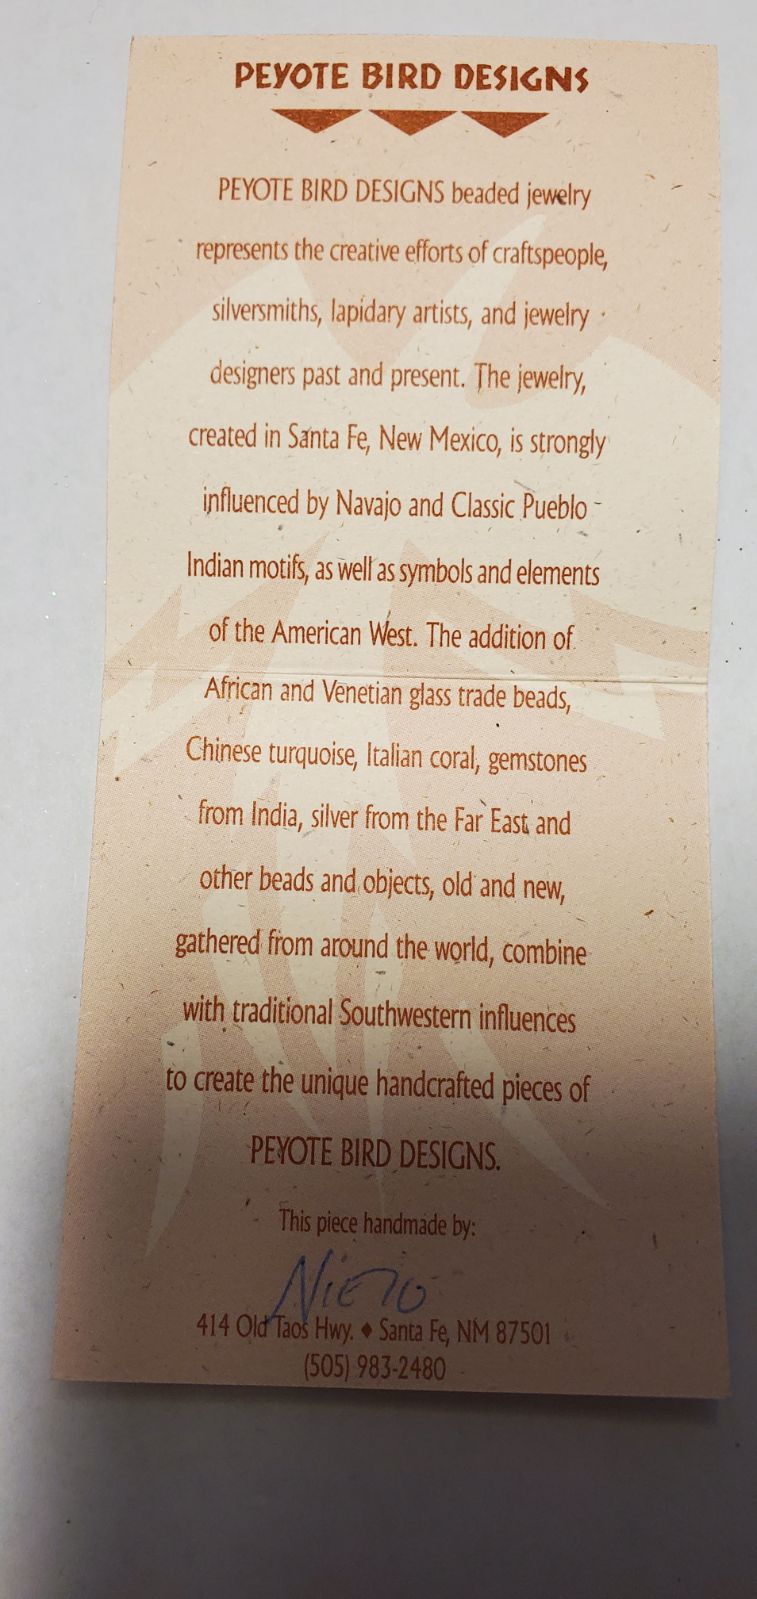 PEYOTE BIRD DESIGNS
PEYOTE BIRD DESIGNS beaded jewelry
represents the creative efforts of craftspeople,
silversmiths, lapidary artists, and jewelry
designers past and present. The jewelry,
created in Santa Fe, New Mexico, is strongly
influenced by Navajo and Classic Pueblo
Indian motifs, as well as symbols and elements
of the American West. The addition of
African and Venetian glass trade beads,
Chinese turquoise, Italian coral, gemstones
from India, silver from the Far East and
other beads and objects, old and new,
gathered from around the world, combine
with traditional Southwestern influences
to create the unique handcrafted pieces of
PEYOTE BIRD DESIGNS.
This piece handmade by:
NIETO
414 Old Taos Hwy. ♦ Santa Fe, NM 87501
(505) 983-2480